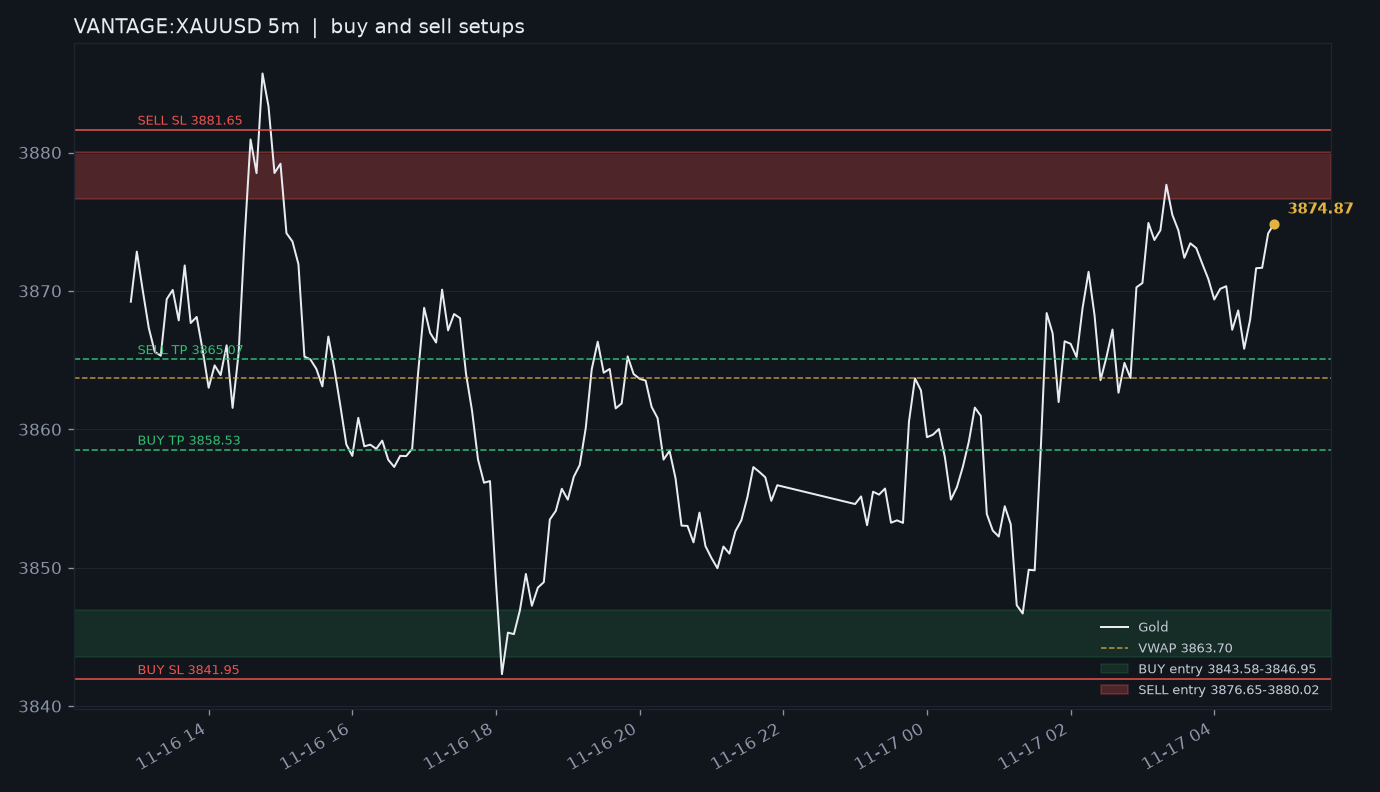 VANTAGE:XAUUSD 5m | buy and sell setups
SELL SL 3881.65
3880
3874.87
3870
SELL TP 3865.07
3860
BUY TP 3858.53
3850
Gold
VWAP 3863.70
BUY entry 3843.58-3846.95
SELL entry 3876.65-3880.02
BUY SL 3841.95
3840
11-16 14
11-16 16
11-16 18
11-16 20
11-16 22
11-17 00
11-17 02
11-17 04